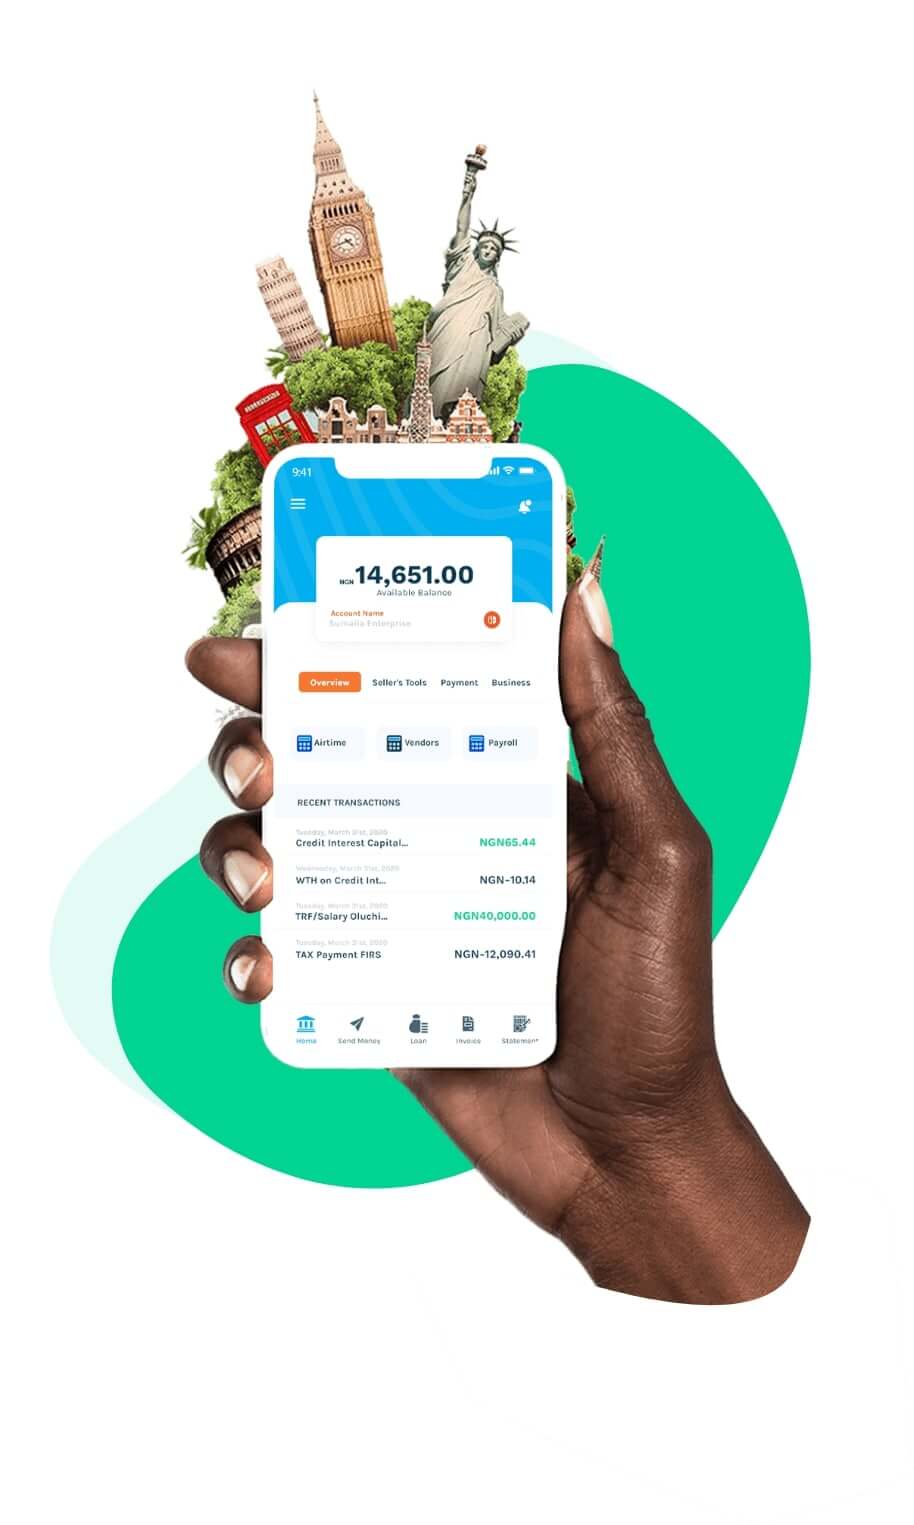 9:41
NGN 14,651.00
Available Balance
Account Name
Sumaila Enterprise
Overview Seller's Tools Payment Business
Airtime Vendors Payroll
RECENT TRANSACTIONS
Tuesday, March 31st, 2020
Credit Interest Capital... NGN65.44
Wednesday, March 31st, 2020
WTH on Credit Int... NGN-10.14
Tuesday, March 31st, 2020
TRF/Salary Oluchi... NGN40,000.00
Tuesday, March 31st, 2020
TAX Payment FIRS NGN-12,090.41
Home Send Money Loan Invoice Statement